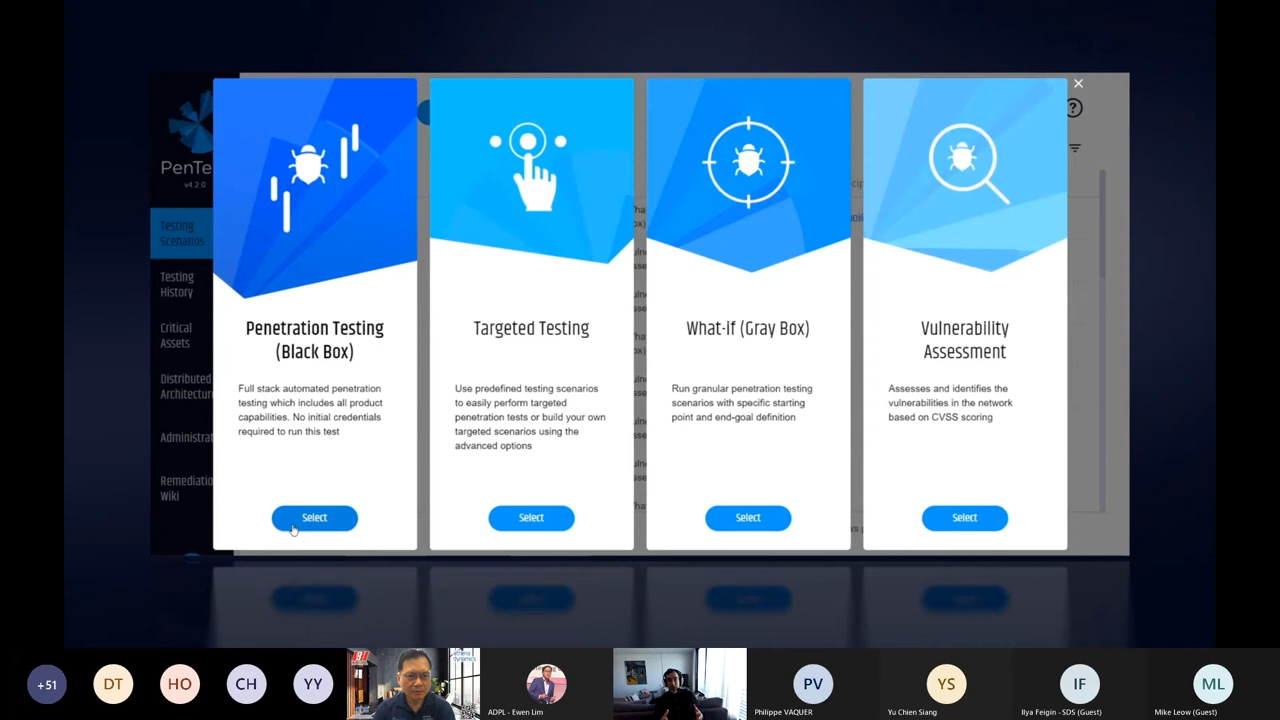 PenTe
v4.2.0
Testing
Scenarios
Testing
History
Critical
Assets
Distributed
Architecture
Administrat
Remediatio
Wiki
Penetration Testing
(Black Box)
Full stack automated penetration
testing which includes all product
capabilities. No initial credentials
required to run this test
Select
Targeted Testing
Use predefined testing scenarios
to easily perform targeted
penetration tests or build your own
targeted scenarios using the
advanced options
Select
What-if (Gray Box)
Run granular penetration testing
scenarios with specific starting
point and end-goal definition
Select
Vulnerability
Assessment
Assesses and identifies the
vulnerabilities in the network
based on CVSS scoring
Select
?
+51
DT
HO
CH
YY
athena
dynamics
ADPL - Ewen Lim
PV
Philippe VAQUER
YS
Yu Chien Siang
IF
Ilya Feigin - SDS (Guest)
ML
Mike Leow (Guest)